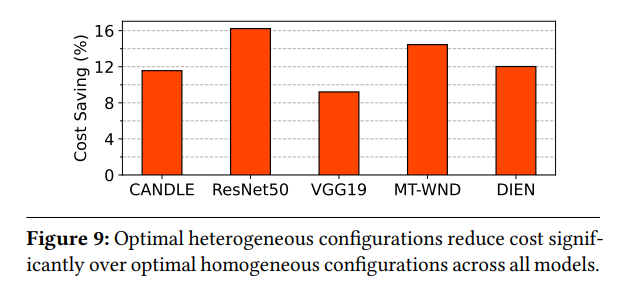 16
12
8
4
0
Cost Saving (%)
CANDLE ResNet50 VGG19 MT-WND DIEN
Figure 9: Optimal heterogeneous configurations reduce cost signif-
icantly over optimal homogeneous configurations across all models.